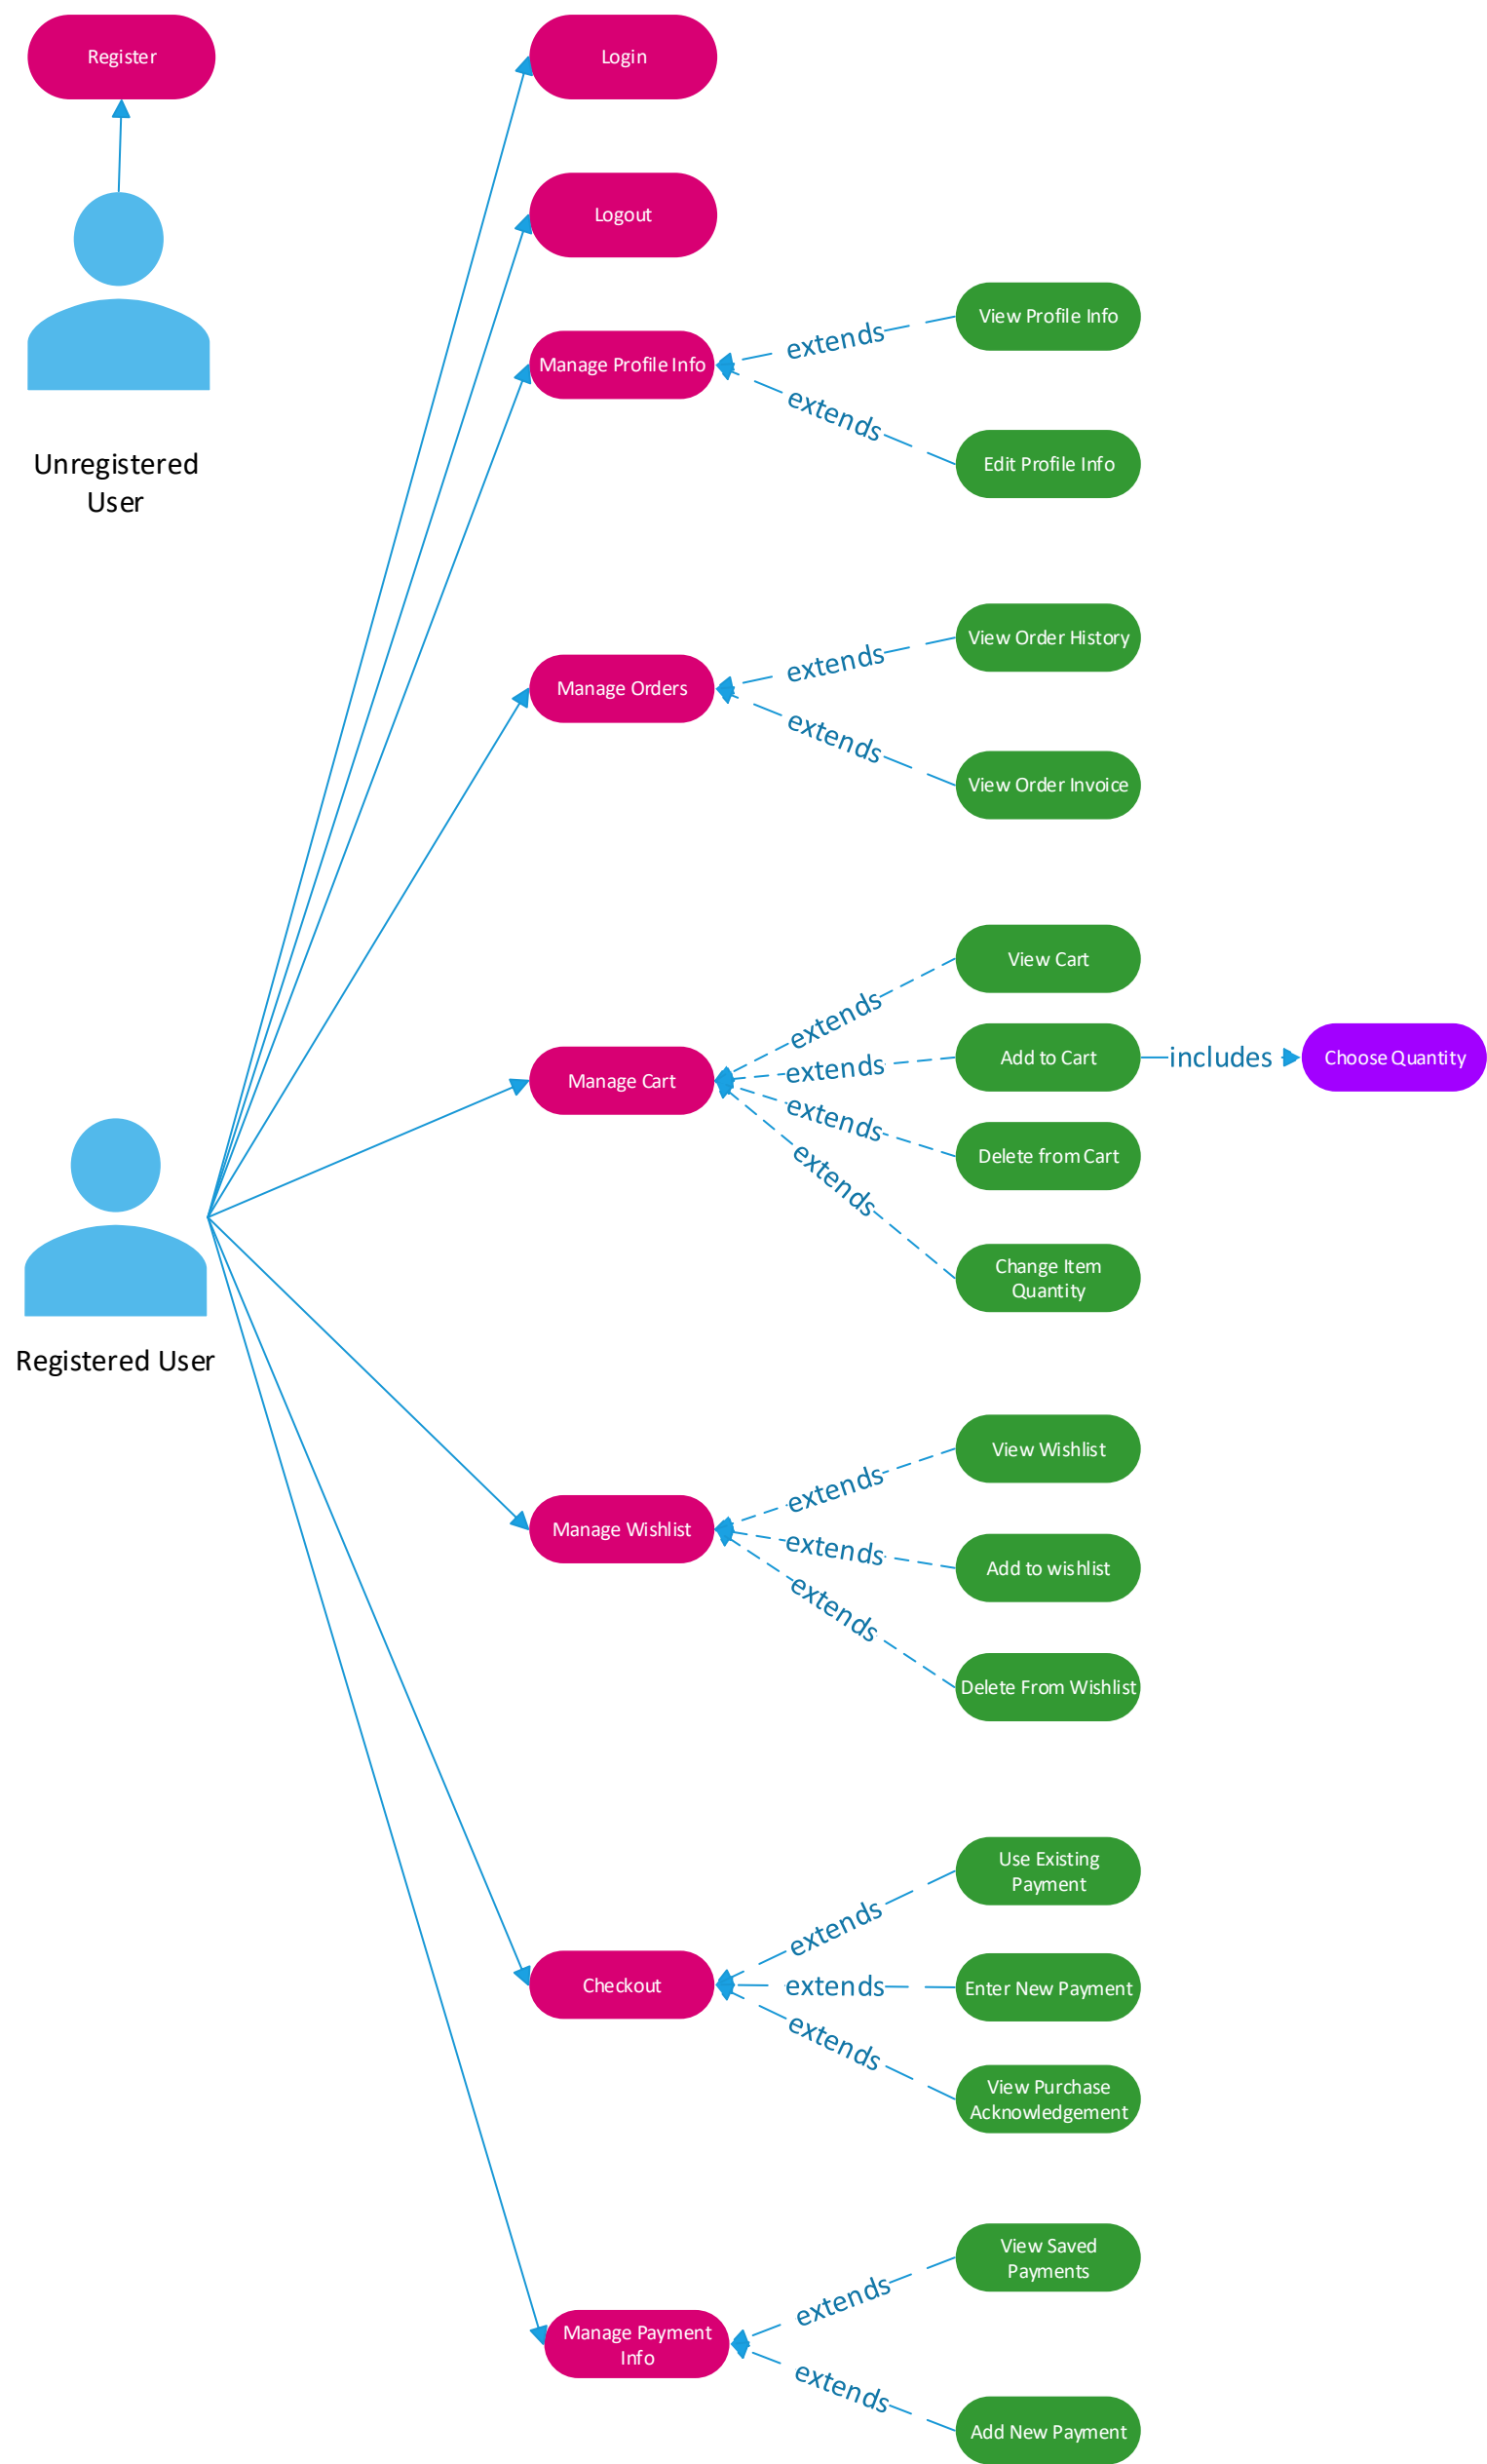 Register
Login
Logout
Unregistered
User
Manage Profile Info
extends
View Profile Info
extends
Edit Profile Info
Manage Orders
extends
View Order History
extends
View Order Invoice
Registered User
Manage Cart
extends
View Cart
extends
Add to Cart
includes
Choose Quantity
extends
Delete from Cart
extends
Change Item
Quantity
Manage Wishlist
extends
View Wishlist
extends
Add to wishlist
extends
Delete From Wishlist
Checkout
extends
Use Existing
Payment
extends
Enter New Payment
extends
View Purchase
Acknowledgement
Manage Payment
Info
extends
View Saved
Payments
extends
Add New Payment